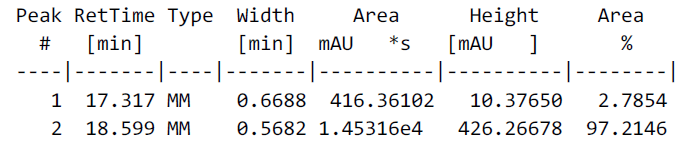 Peak RetTime Type  Width     Area      Height     Area
  #   [min]        [min]  mAU   *s   [mAU   ]      %
----|-------|----|-------|----------|----------|--------|
   1  17.317 MM    0.6688  416.36102   10.37650   2.7854
   2  18.599 MM    0.5682 1.45316e4  426.26678  97.2146